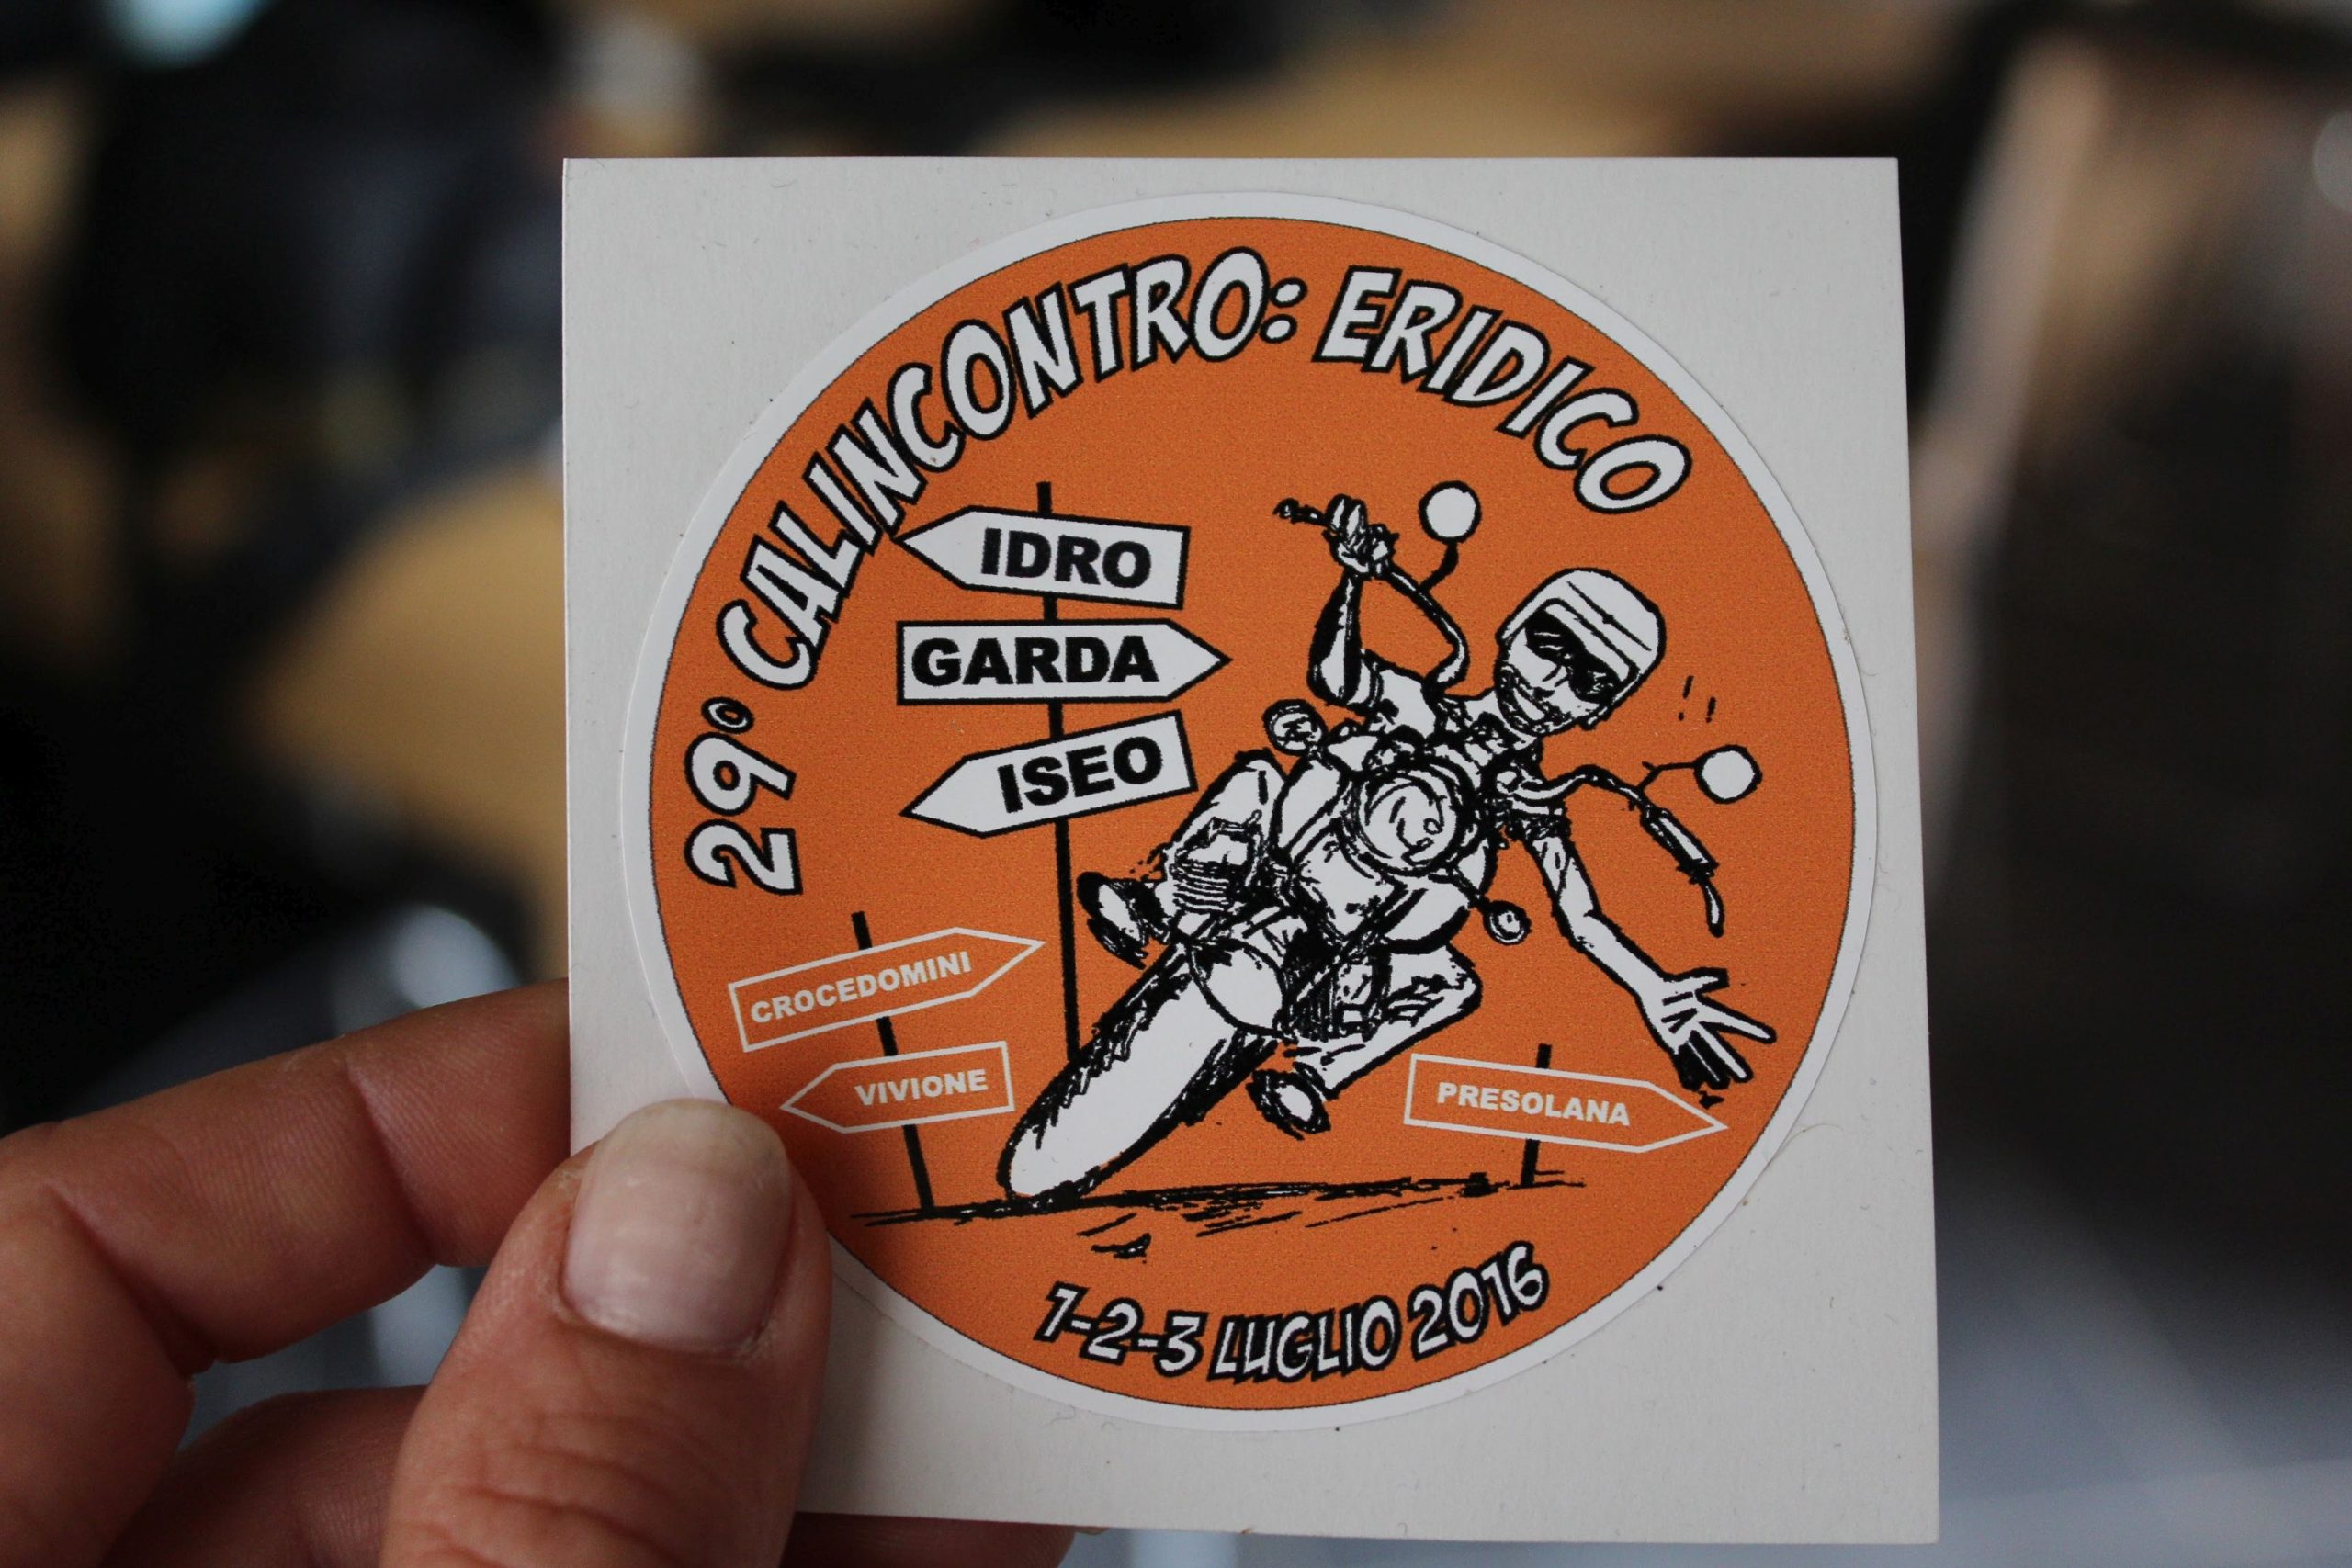 29° CALINCONTRO: ERIDICO
IDRO
GARDA
ISEO
CROCEDOMINI
VIVIONE
PRESOLANA
1-2-3 LUGLIO 2016